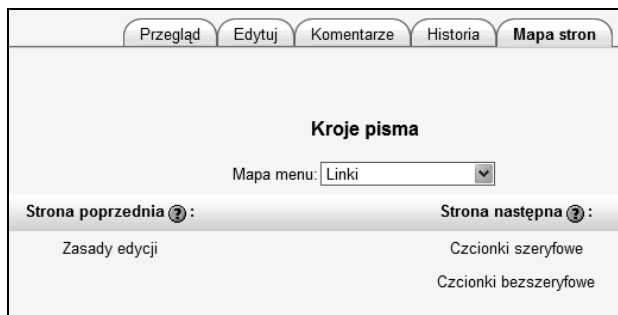 Przegląd Edytuj Komentarze Historia Mapa stron
Kroje pisma
Mapa menu: Linki
Strona poprzednia ? : Strona następna ? :
Zasady edycji Czcionki szeryfowe
Czcionki bezszeryfowe